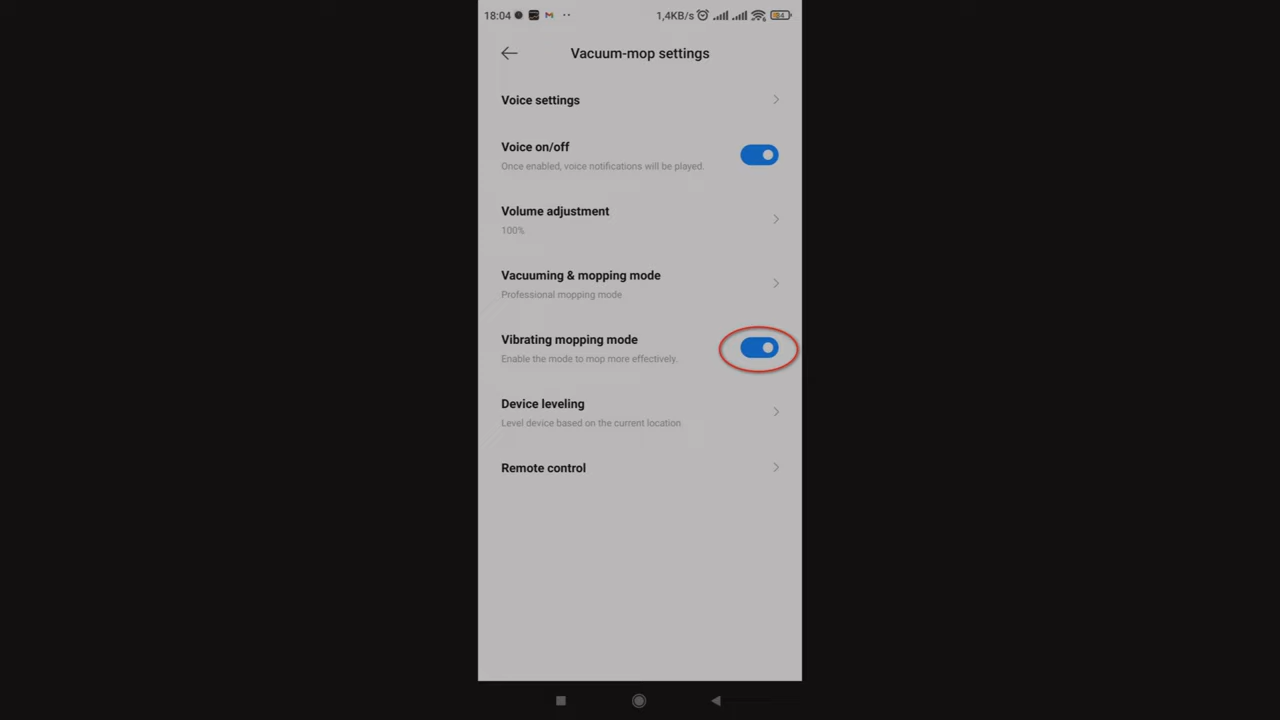 18:04
1,4KB/s
Vacuum-mop settings
Voice settings
Voice on/off
Once enabled, voice notifications will be played.
Volume adjustment
100%
Vacuuming & mopping mode
Professional mopping mode
Vibrating mopping mode
Enable the mode to mop more effectively.
Device leveling
Level device based on the current location
Remote control